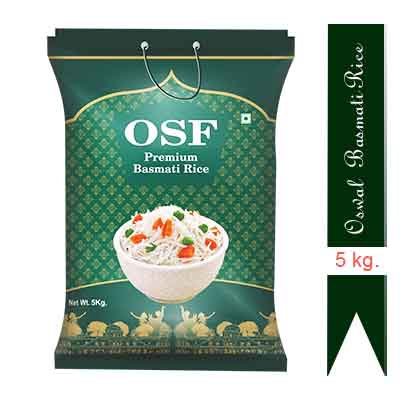 OSF
Premium
Basmati Rice
Net Wt. 5Kg.
Oswal Basmati Rice
5 kg.